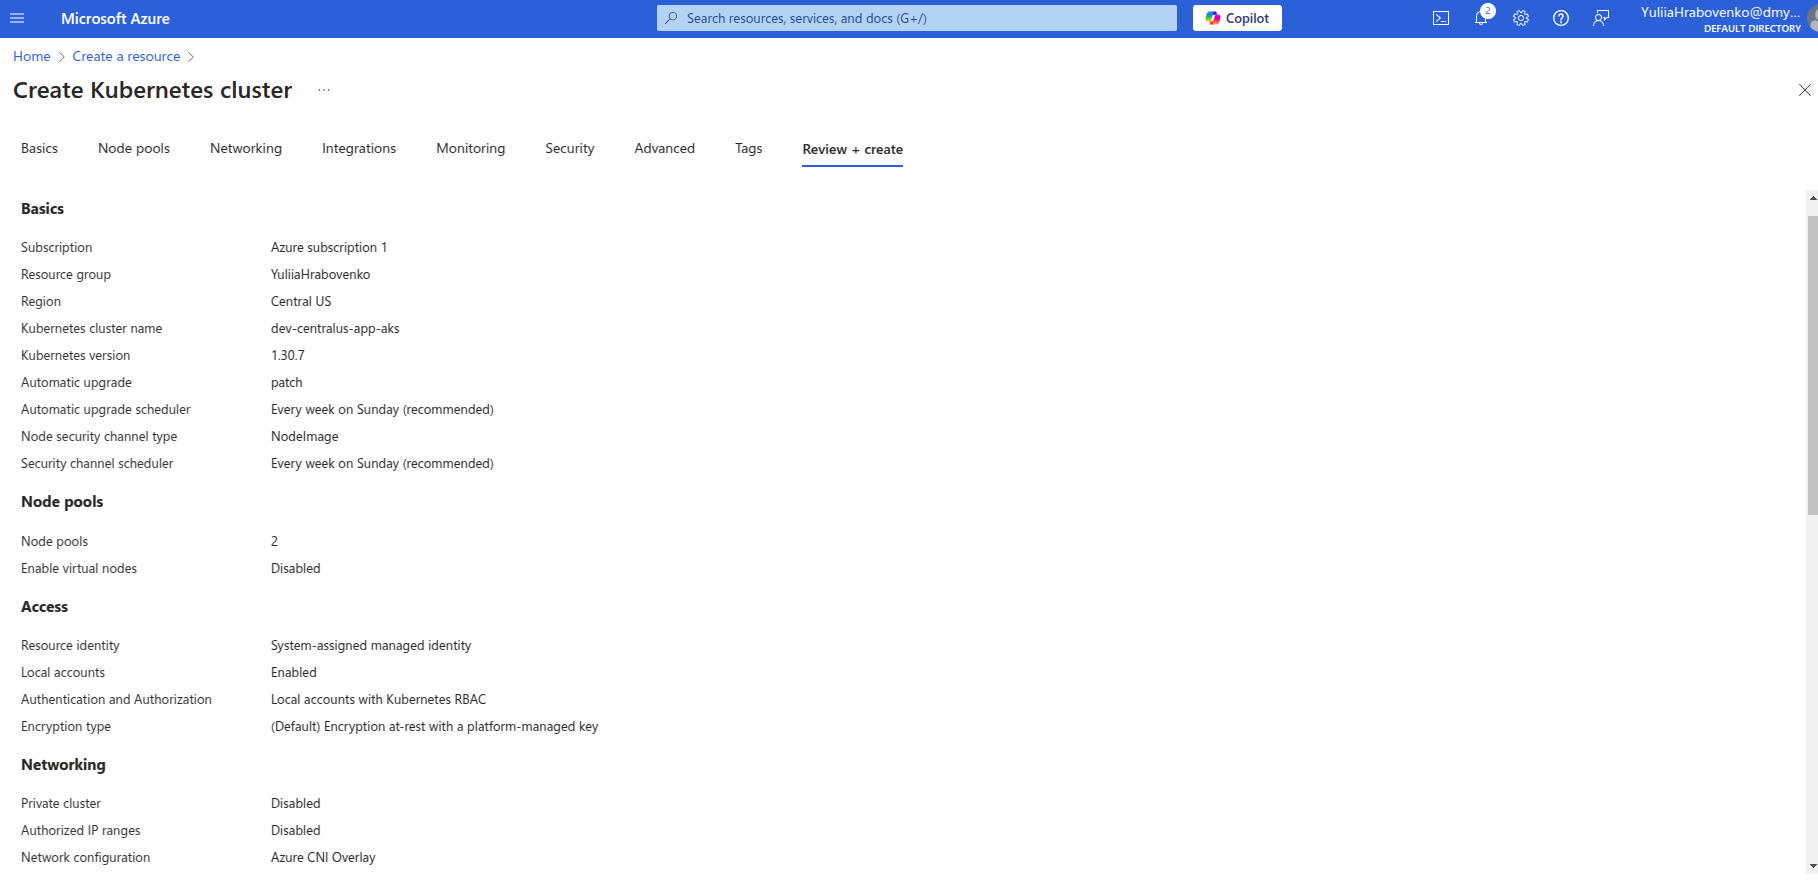 Microsoft Azure
Search resources, services, and docs (G+/)
Copilot
2
YuliiaHrabovenko@dmy...
DEFAULT DIRECTORY
Home > Create a resource >
Create Kubernetes cluster ...
Basics Node pools Networking Integrations Monitoring Security Advanced Tags Review + create
Basics
Subscription Azure subscription 1
Resource group YuliiaHrabovenko
Region Central US
Kubernetes cluster name dev-centralus-app-aks
Kubernetes version 1.30.7
Automatic upgrade patch
Automatic upgrade scheduler Every week on Sunday (recommended)
Node security channel type NodeImage
Security channel scheduler Every week on Sunday (recommended)
Node pools
Node pools 2
Enable virtual nodes Disabled
Access
Resource identity System-assigned managed identity
Local accounts Enabled
Authentication and Authorization Local accounts with Kubernetes RBAC
Encryption type (Default) Encryption at-rest with a platform-managed key
Networking
Private cluster Disabled
Authorized IP ranges Disabled
Network configuration Azure CNI Overlay